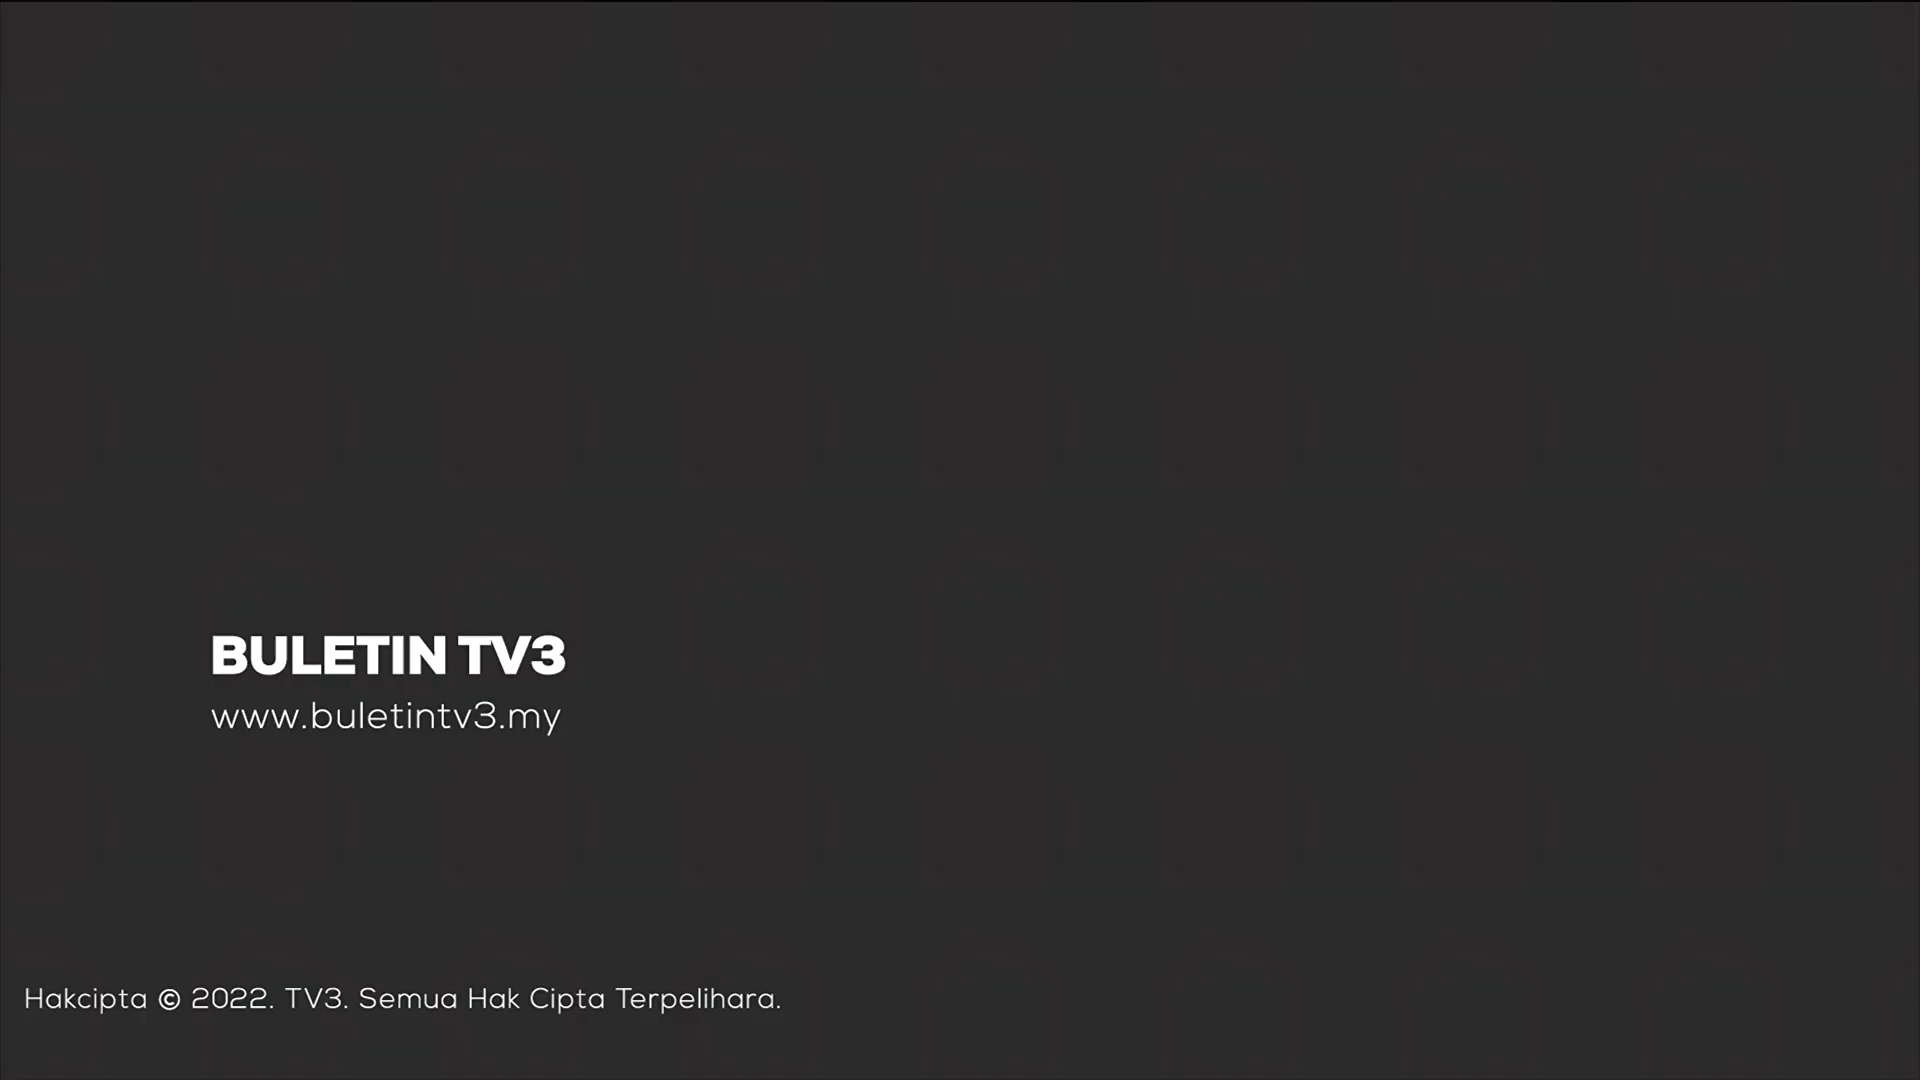 BULETIN TV3
www.buletintv3.my
Hakcipta © 2022. TV3. Semua Hak Cipta Terpelihara.